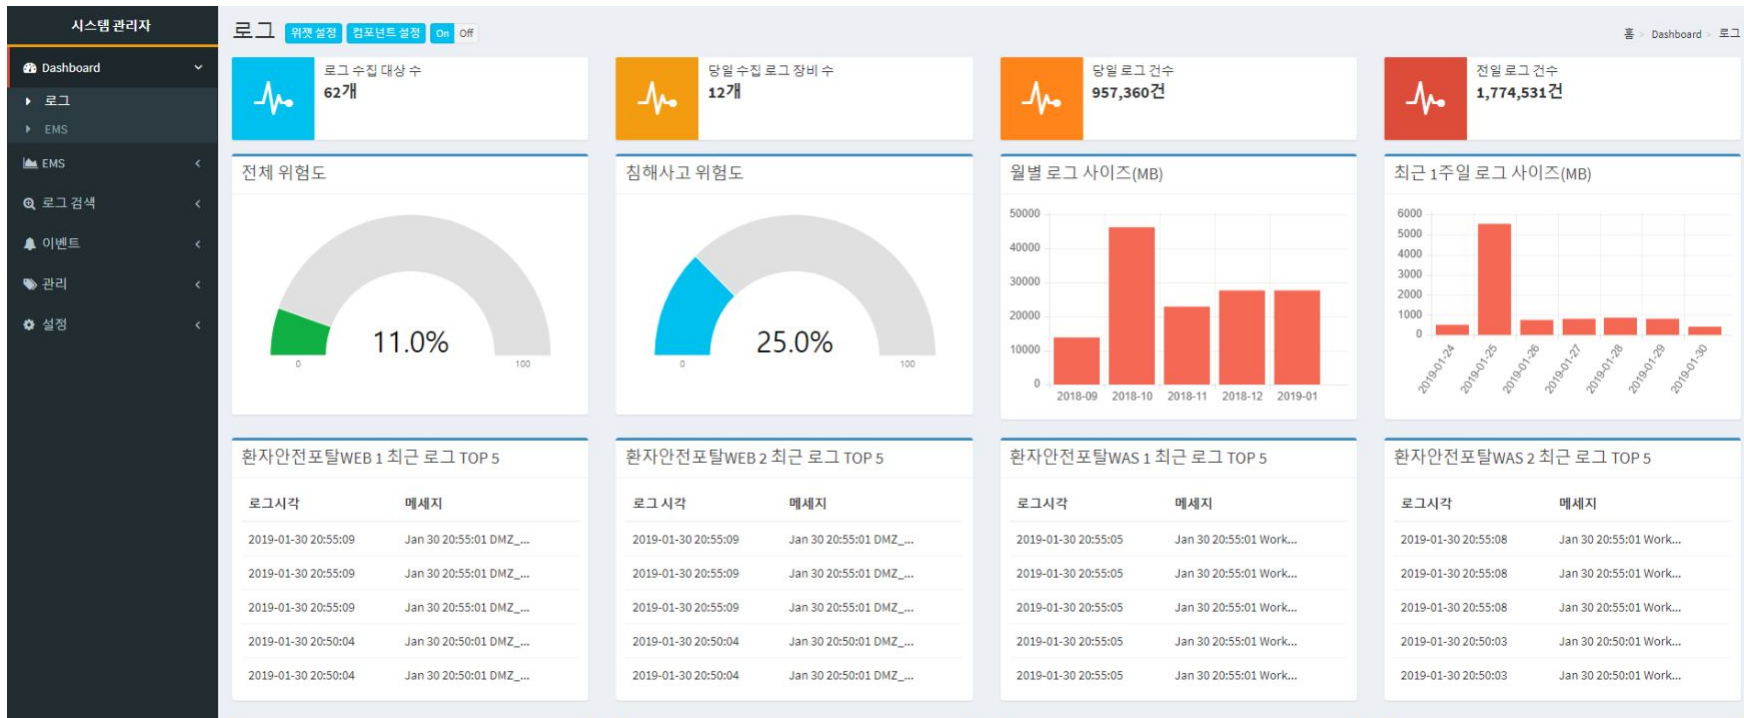 시스템 관리자
Dashboard
로그
EMS
EMS
로그 검색
이벤트
관리
설정
로그 위젯 설정 컴포넌트 설정 On Off
홈 > Dashboard > 로그
로그 수집 대상 수
62개
당일 수집 로그 장비 수
12개
당일 로그 건수
957,360건
전일 로그 건수
1,774,531건
전체 위험도
11.0%
0 100
침해사고 위험도
25.0%
0 100
월별 로그 사이즈(MB)
50000
40000
30000
20000
10000
0
2018-09 2018-10 2018-11 2018-12 2019-01
최근 1주일 로그 사이즈(MB)
6000
5000
4000
3000
2000
1000
0
2019-01-24 2019-01-25 2019-01-26 2019-01-27 2019-01-28 2019-01-29 2019-01-30
환자안전포탈WEB 1 최근 로그 TOP 5
로그시각 메세지
2019-01-30 20:55:09 Jan 30 20:55:01 DMZ_...
2019-01-30 20:55:09 Jan 30 20:55:01 DMZ_...
2019-01-30 20:55:09 Jan 30 20:55:01 DMZ_...
2019-01-30 20:50:04 Jan 30 20:50:01 DMZ_...
2019-01-30 20:50:04 Jan 30 20:50:01 DMZ_...
환자안전포탈WEB 2 최근 로그 TOP 5
로그 시각 메세지
2019-01-30 20:55:09 Jan 30 20:55:01 DMZ_...
2019-01-30 20:55:09 Jan 30 20:55:01 DMZ_...
2019-01-30 20:55:09 Jan 30 20:55:01 DMZ_...
2019-01-30 20:50:04 Jan 30 20:50:01 DMZ_...
2019-01-30 20:50:04 Jan 30 20:50:01 DMZ_...
환자안전포탈WAS 1 최근 로그 TOP 5
로그시각 메세지
2019-01-30 20:55:05 Jan 30 20:55:01 Work...
2019-01-30 20:55:05 Jan 30 20:55:01 Work...
2019-01-30 20:55:05 Jan 30 20:55:01 Work...
2019-01-30 20:55:05 Jan 30 20:55:01 Work...
2019-01-30 20:55:05 Jan 30 20:55:01 Work...
환자안전포탈WAS 2 최근 로그 TOP 5
로그시각 메세지
2019-01-30 20:55:08 Jan 30 20:55:01 Work...
2019-01-30 20:55:08 Jan 30 20:55:01 Work...
2019-01-30 20:55:08 Jan 30 20:55:01 Work...
2019-01-30 20:50:03 Jan 30 20:50:01 Work...
2019-01-30 20:50:03 Jan 30 20:50:01 Work...